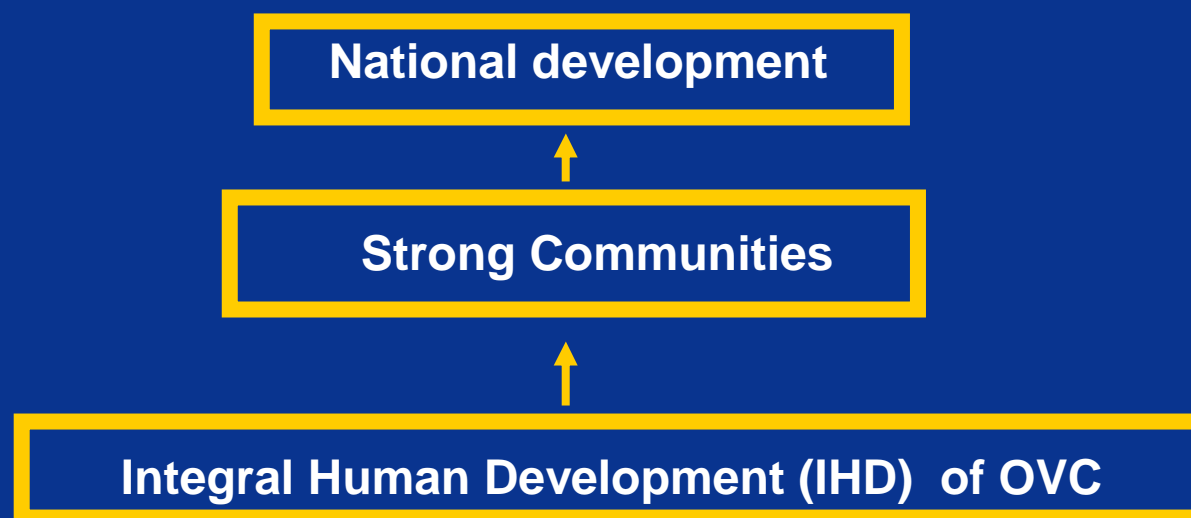 National development
Strong Communities
Integral Human Development (IHD)  of OVC